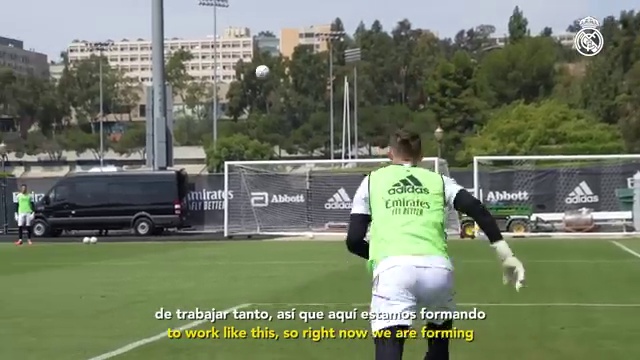 Emirates
FLY BETTER
Abbott
adidas
Abbott
adidas
adidas
Emirates
FLY BETTER
de trabajar tanto, así que aquí estamos formando
to work like this, so right now we are forming